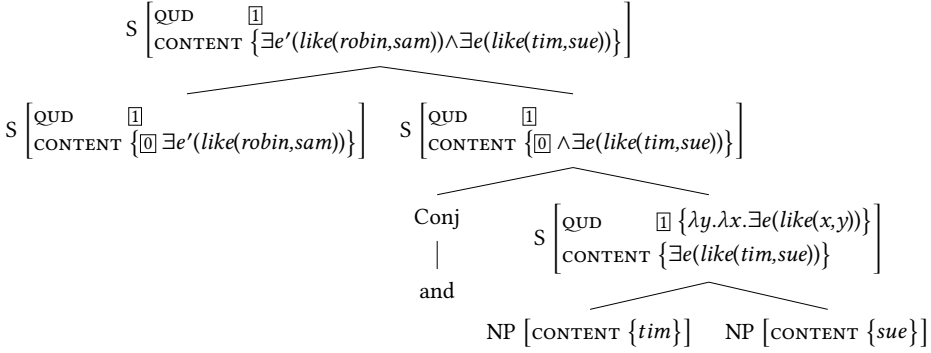 S [QUD [1]
CONTENT {∃e′(like(robin,sam))∧∃e(like(tim,sue))}]
S [QUD [1]
CONTENT {[0] ∃e′(like(robin,sam))}]
S [QUD [1]
CONTENT {[0] ∧∃e(like(tim,sue))}]
Conj
and
S [QUD [1] {λy.λx.∃e(like(x,y))}
CONTENT {∃e(like(tim,sue))}]
NP [CONTENT {tim}] NP [CONTENT {sue}]